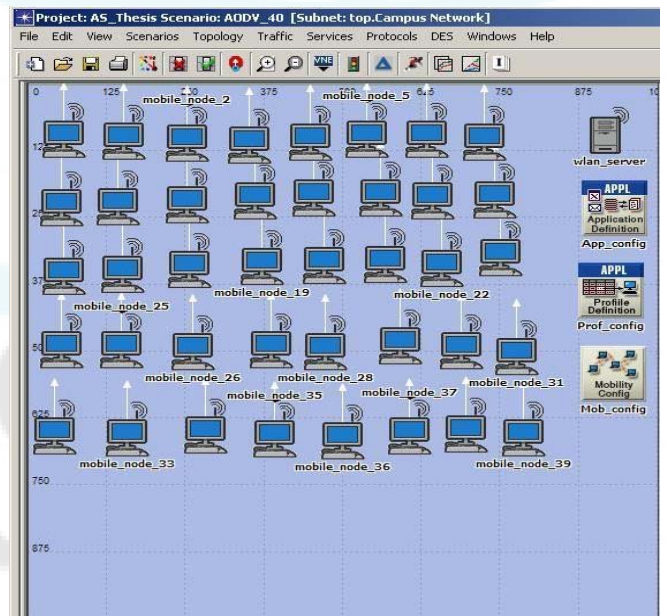 Project: AS_Thesis Scenario: AODV_40 [Subnet: top.Campus Network]
File Edit View Scenarios Topology Traffic Services Protocols DES Windows Help
VNE
0 125 375 750 875
mobile_node_2 mobile_node_5
wlan_server
APPL
Application
Definition
App_config
mobile_node_19 mobile_node_22
mobile_node_25
APPL
Profile
Definition
Prof_config
mobile_node_26 mobile_node_28 mobile_node_31
mobile_node_35 mobile_node_37
Mobility
Config
Mob_config
625
mobile_node_33 mobile_node_36 mobile_node_39
750
875